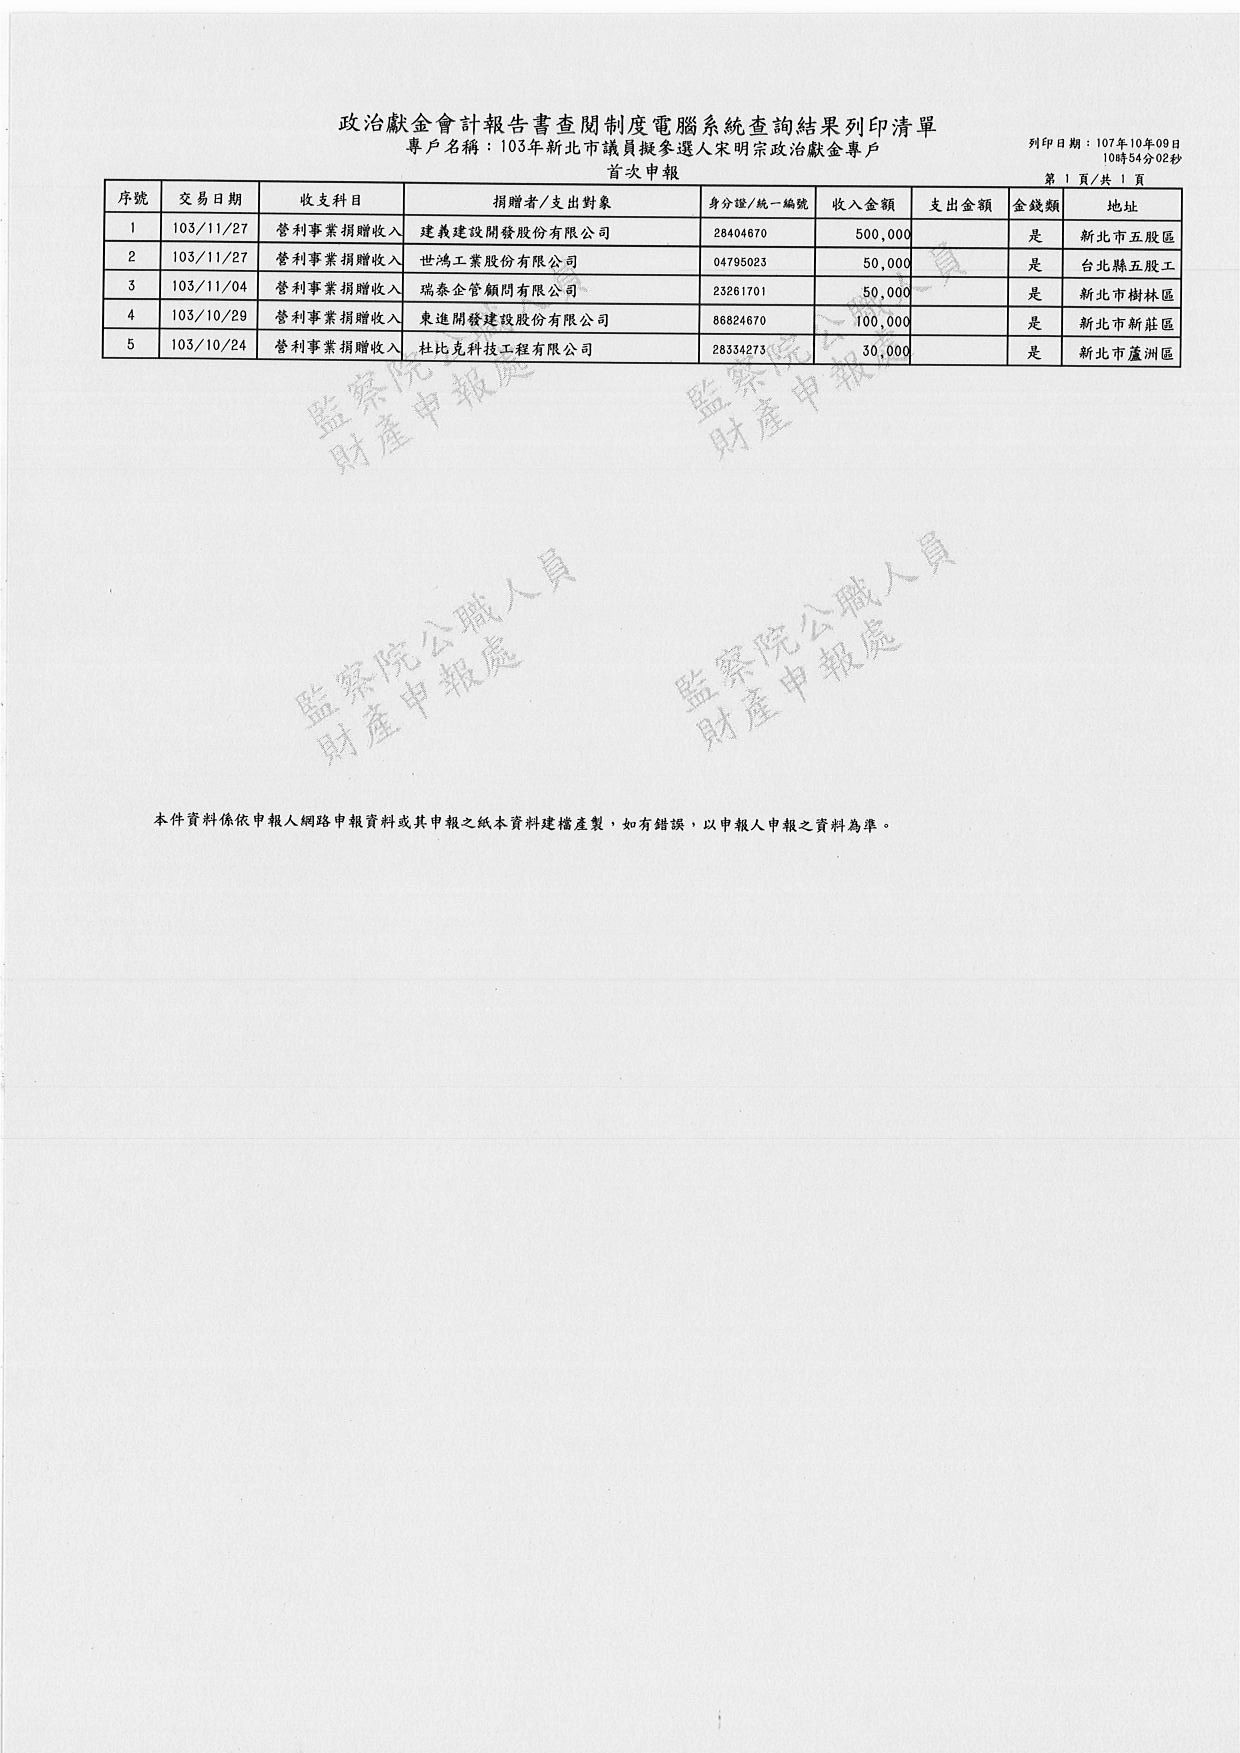 政治獻金會計報告書查閱制度電腦系統查詢結果列印清單
專戶名稱：103年新北市議員擬參選人宋明宗政治獻金專戶
首次申報
列印日期：107年10年09日
10時54分02秒
第 1 頁/共 1 頁
序號 交易日期 收支科目 捐贈者/支出對象 身分證/統一編號 收入金額 支出金額 金錢類 地址
1 103/11/27 營利事業捐贈收入 建義建設開發股份有限公司 28404670 500,000 是 新北市五股區
2 103/11/27 營利事業捐贈收入 世鴻工業股份有限公司 04795023 50,000 是 台北縣五股工
3 103/11/04 營利事業捐贈收入 瑞泰企管顧問有限公司 23261701 50,000 是 新北市樹林區
4 103/10/29 營利事業捐贈收入 東進開發建設股份有限公司 86824670 100,000 是 新北市新莊區
5 103/10/24 營利事業捐贈收入 杜比克科技工程有限公司 28334273 30,000 是 新北市蘆洲區
監察院公職人員
財產申報處
監察院公職人員
財產申報處
監察院公職人員
財產申報處
監察院公職人員
財產申報處
本件資料係依申報人網路申報資料或其申報之紙本資料建檔產製，如有錯誤，以申報人申報之資料為準。